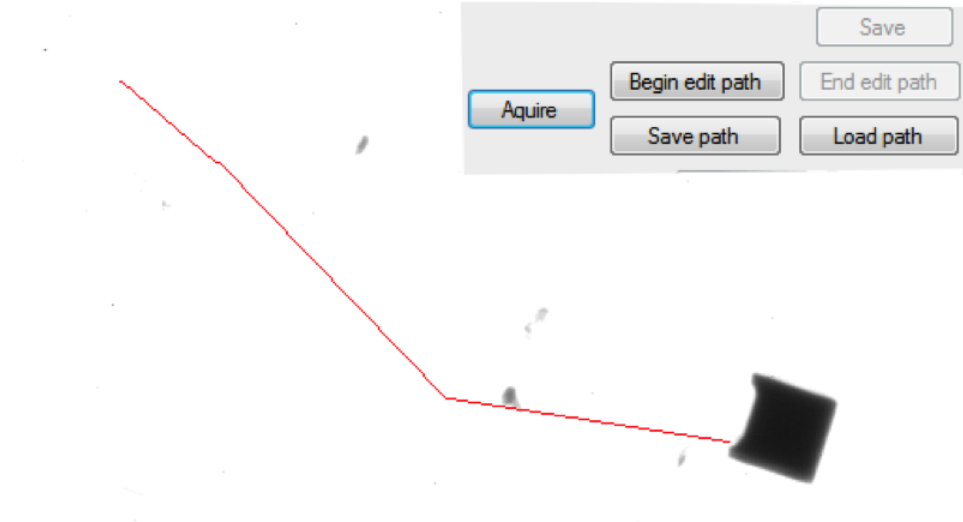 Save
Begin edit path
End edit path
Aquire
Save path
Load path